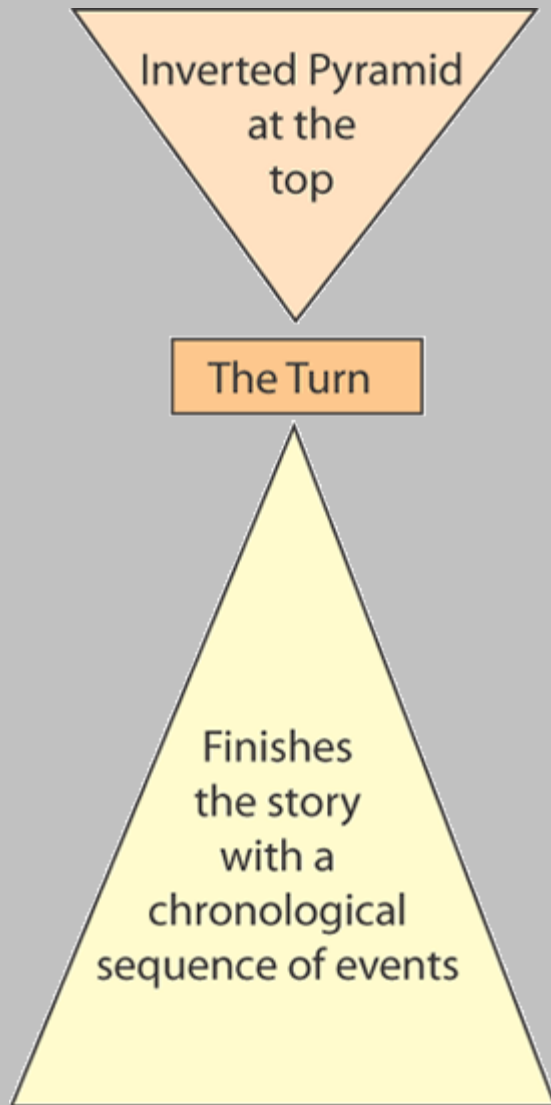 Inverted Pyramid
at the
top
The Turn
Finishes
the story
with a
chronological
sequence of events